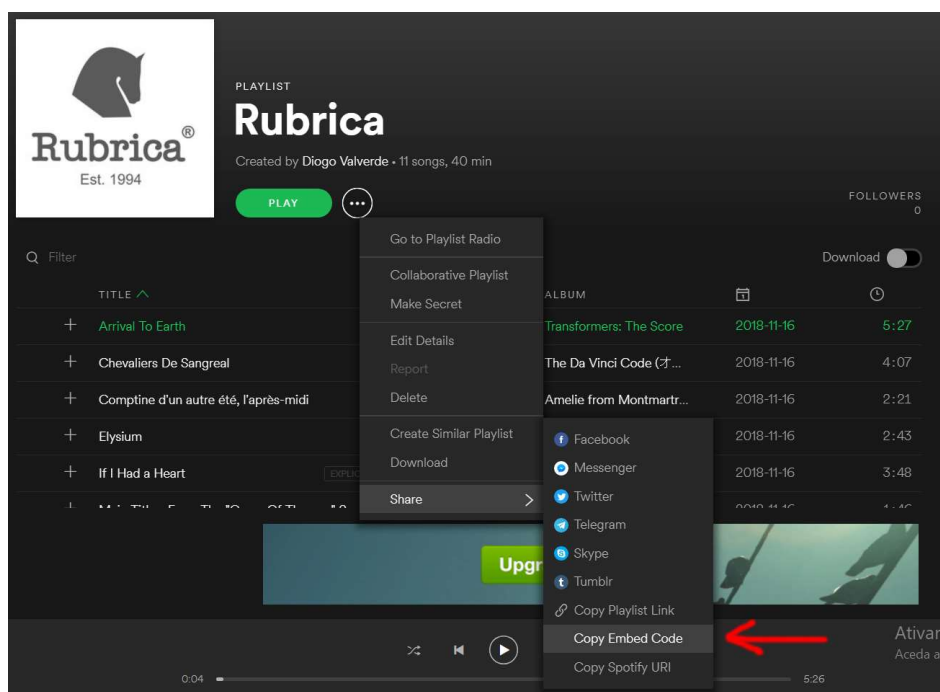 Rubrica®
Est. 1994
PLAYLIST
Rubrica
Created by Diogo Valverde • 11 songs, 40 min
PLAY
FOLLOWERS
0
Filter
Download
TITLE
ALBUM
Arrival To Earth
Transformers: The Score
2018-11-16
5:27
Chevaliers De Sangreal
The Da Vinci Code (オ...
2018-11-16
4:07
Comptine d'un autre été, l'après-midi
Amelie from Montmartr...
2018-11-16
2:21
Elysium
2018-11-16
2:43
If I Had a Heart
2018-11-16
3:48
Go to Playlist Radio
Collaborative Playlist
Make Secret
Edit Details
Report
Delete
Create Similar Playlist
Download
Share
Facebook
Messenger
Twitter
Telegram
Skype
Tumblr
Copy Playlist Link
Copy Embed Code
Copy Spotify URI
Upgr
Ativar
Aceda a
0:04
5:26